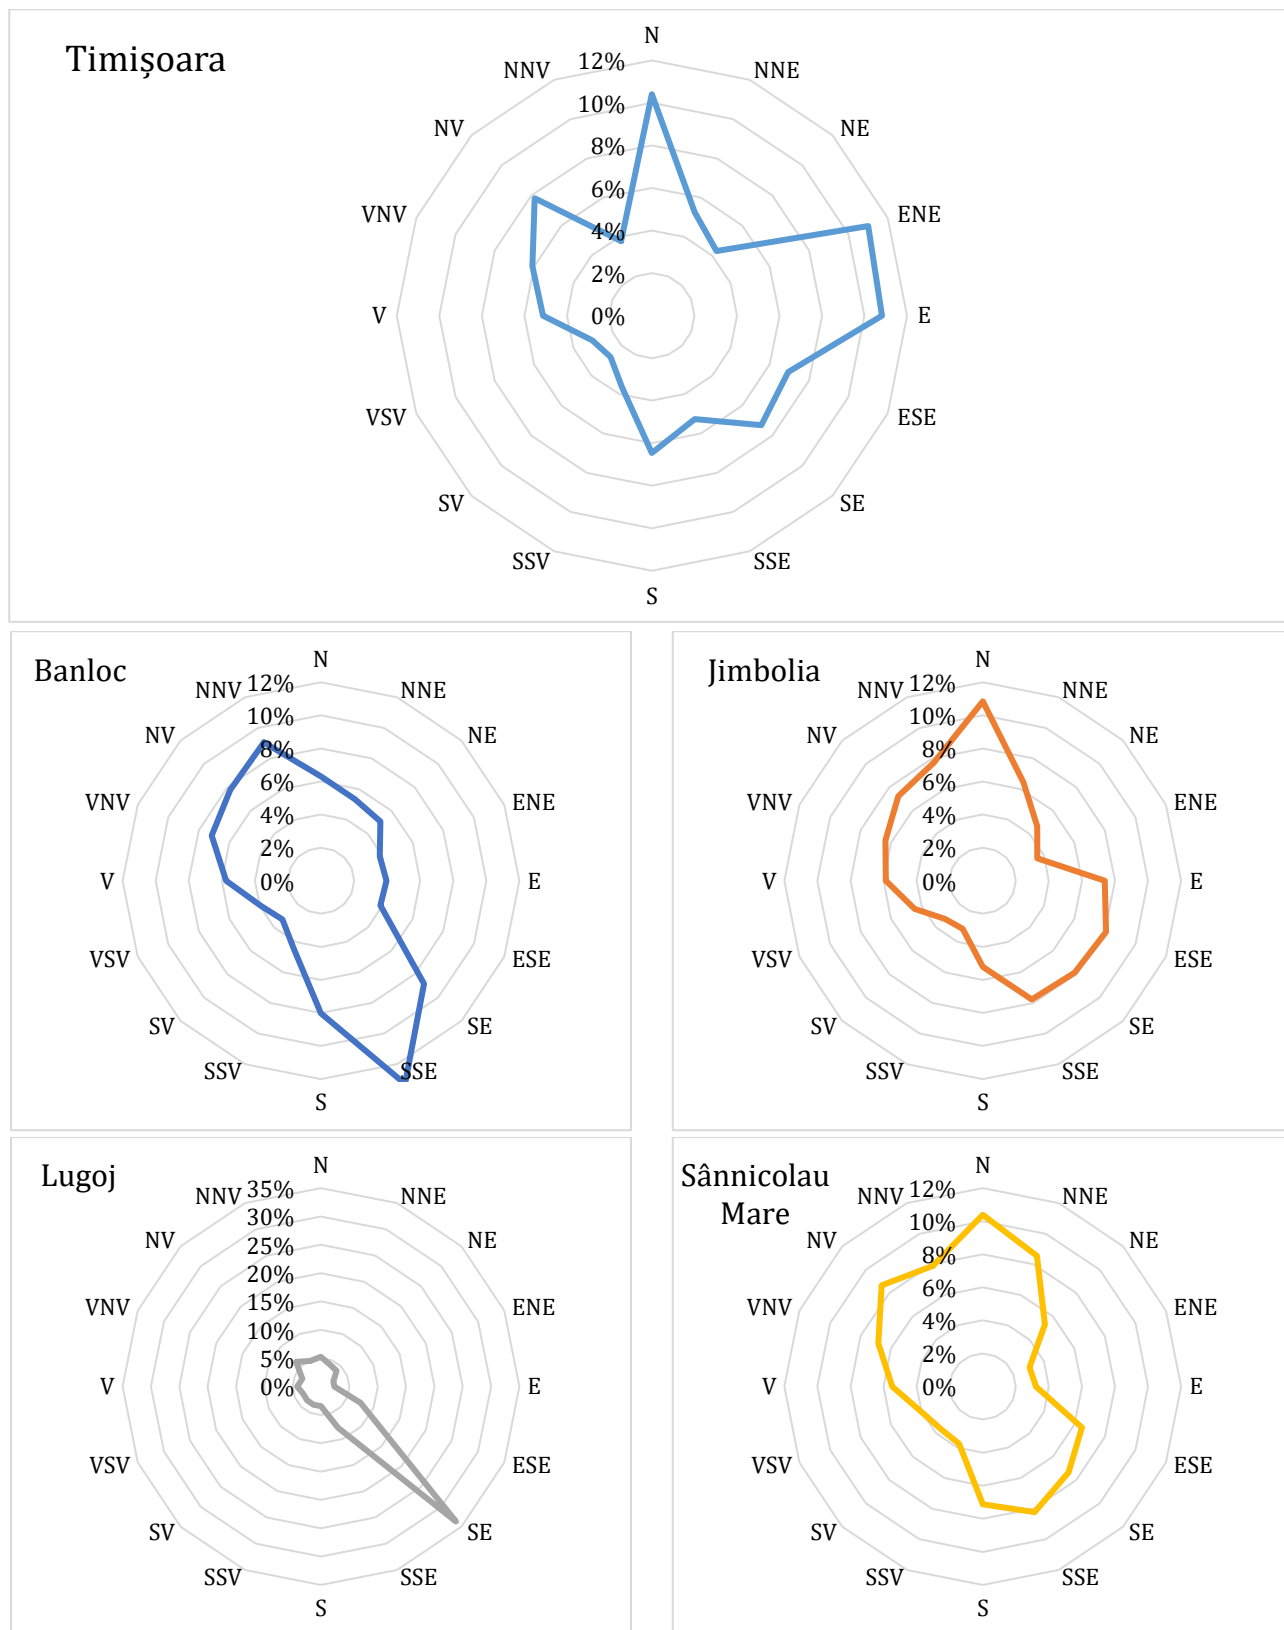 Timișoara
N
NNE
NE
ENE
E
ESE
SE
SSE
S
SSV
SV
VSV
V
VNV
NV
NNV
12%
10%
8%
6%
4%
2%
0%
Banloc
N
NNE
NE
ENE
E
ESE
SE
SSE
S
SSV
SV
VSV
V
VNV
NV
NNV
12%
10%
8%
6%
4%
2%
0%
Jimbolia
N
NNE
NE
ENE
E
ESE
SE
SSE
S
SSV
SV
VSV
V
VNV
NV
NNV
12%
10%
8%
6%
4%
2%
0%
Lugoj
N
NNE
NE
ENE
E
ESE
SE
SSE
S
SSV
SV
VSV
V
VNV
NV
NNV
35%
30%
25%
20%
15%
10%
5%
0%
Sânnicolau
Mare
N
NNE
NE
ENE
E
ESE
SE
SSE
S
SSV
SV
VSV
V
VNV
NV
NNV
12%
10%
8%
6%
4%
2%
0%